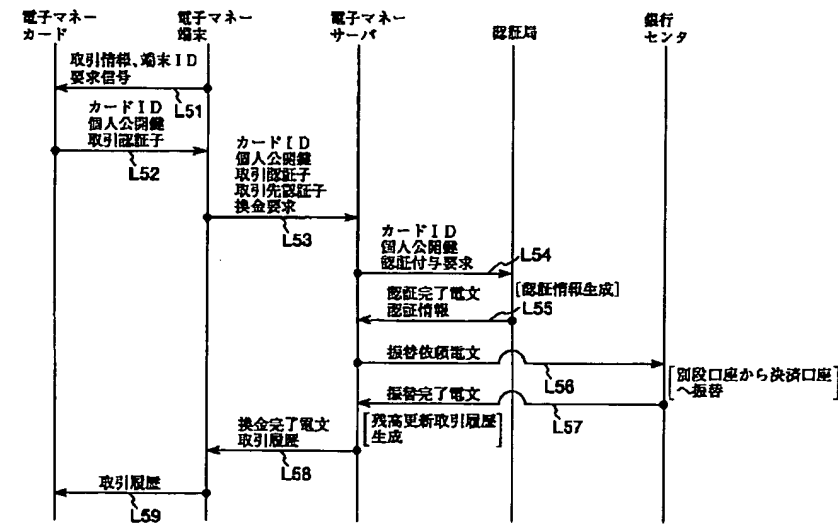 電子マネー
カード
電子マネー
端末
電子マネー
サーバ
認証局
銀行
センタ
取引情報、端末ID
要求信号
L51
カードID
個人公開鍵
取引認証子
L52
カードID
個人公開鍵
取引認証子
取引先認証子
換金要求
L53
カードID
個人公開鍵
認証付与要求
L54
認証完了電文
認証情報
[認証情報生成]
L55
振替依頼電文
L56
[別段口座から決済口座
へ振替]
振替完了電文
L57
[残高更新取引履歴
生成]
換金完了電文
取引履歴
L58
取引履歴
L59